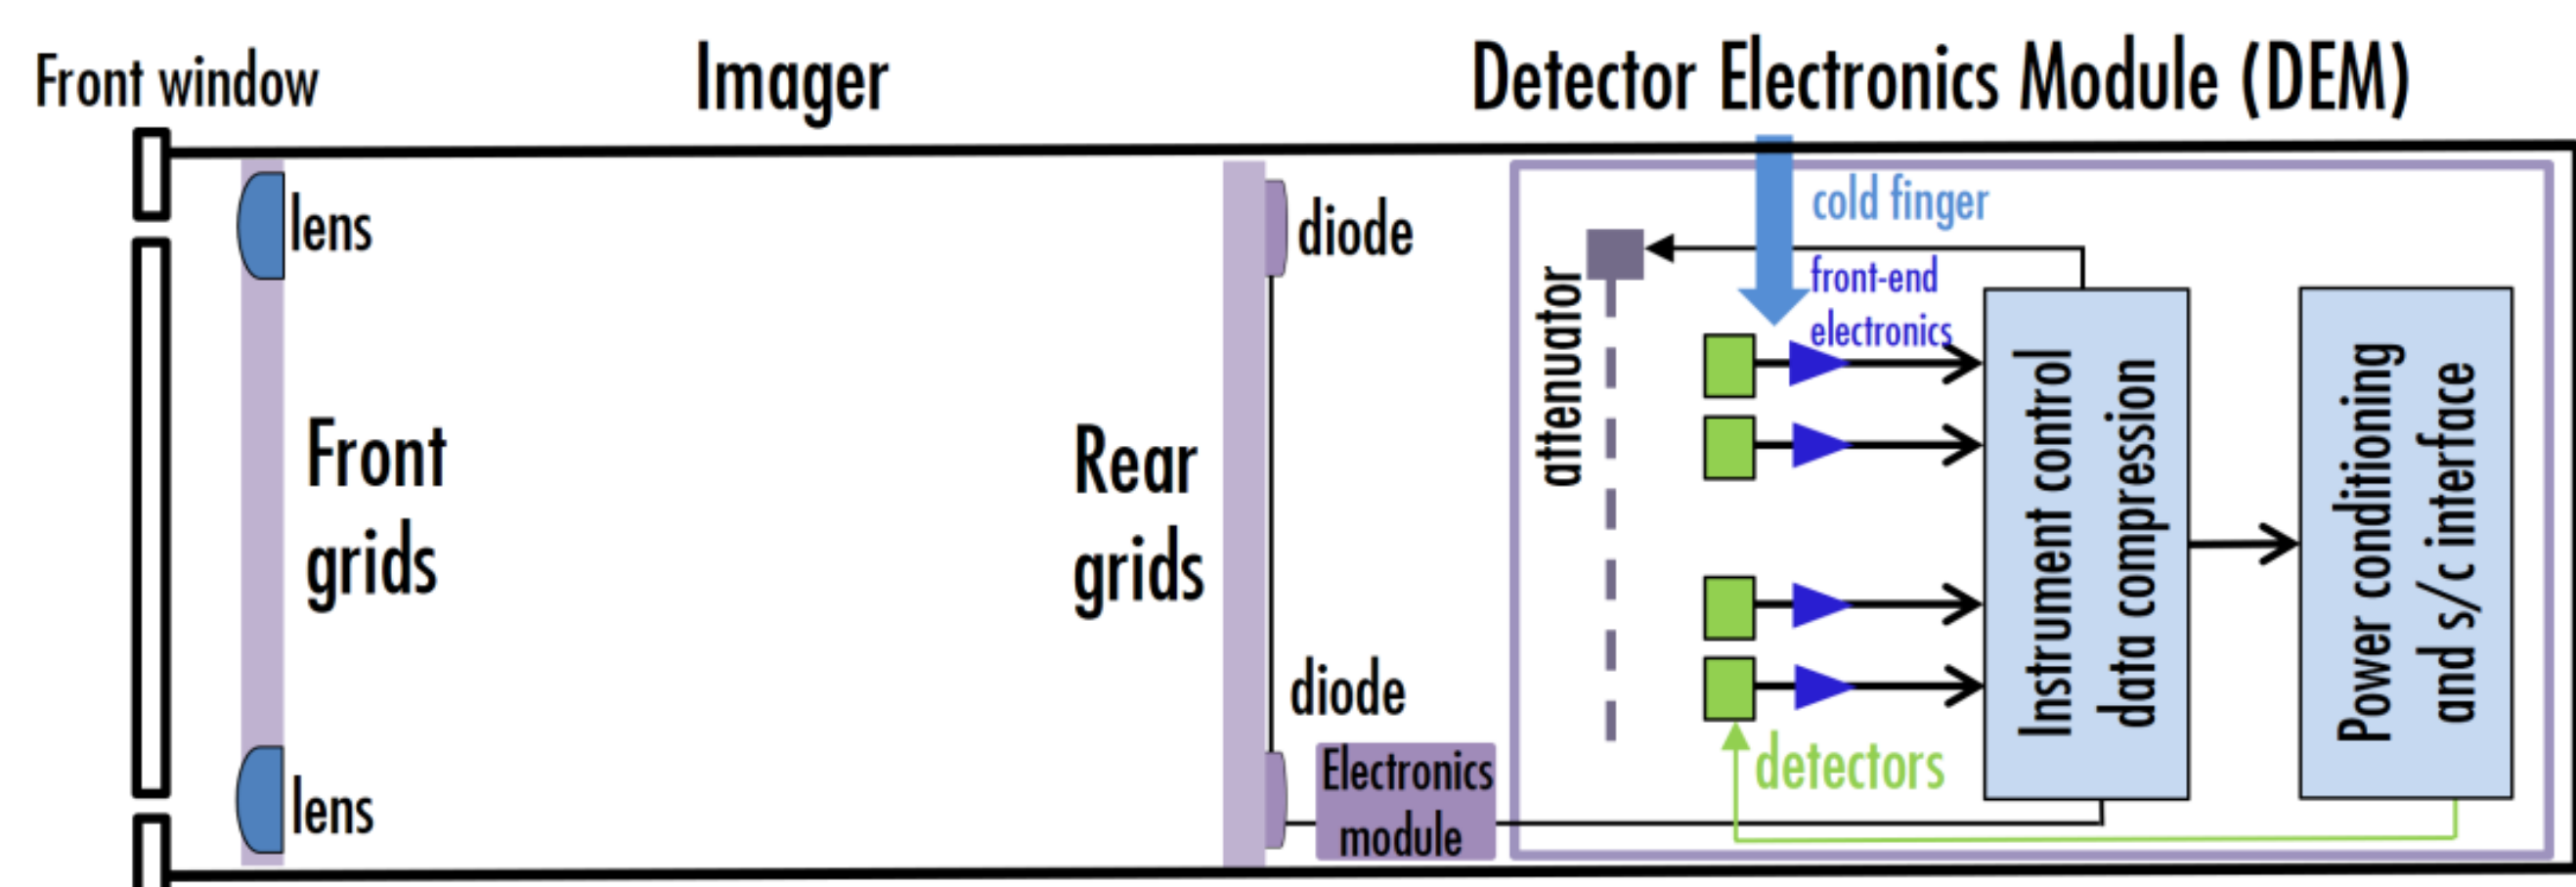 Front window
Imager
Detector Electronics Module (DEM)
lens
diode
cold finger
front-end
electronics
attenuator
Front
grids
Rear
grids
Instrument control
data compression
Power conditioning
and s/c interface
diode
lens
Electronics
module
detectors